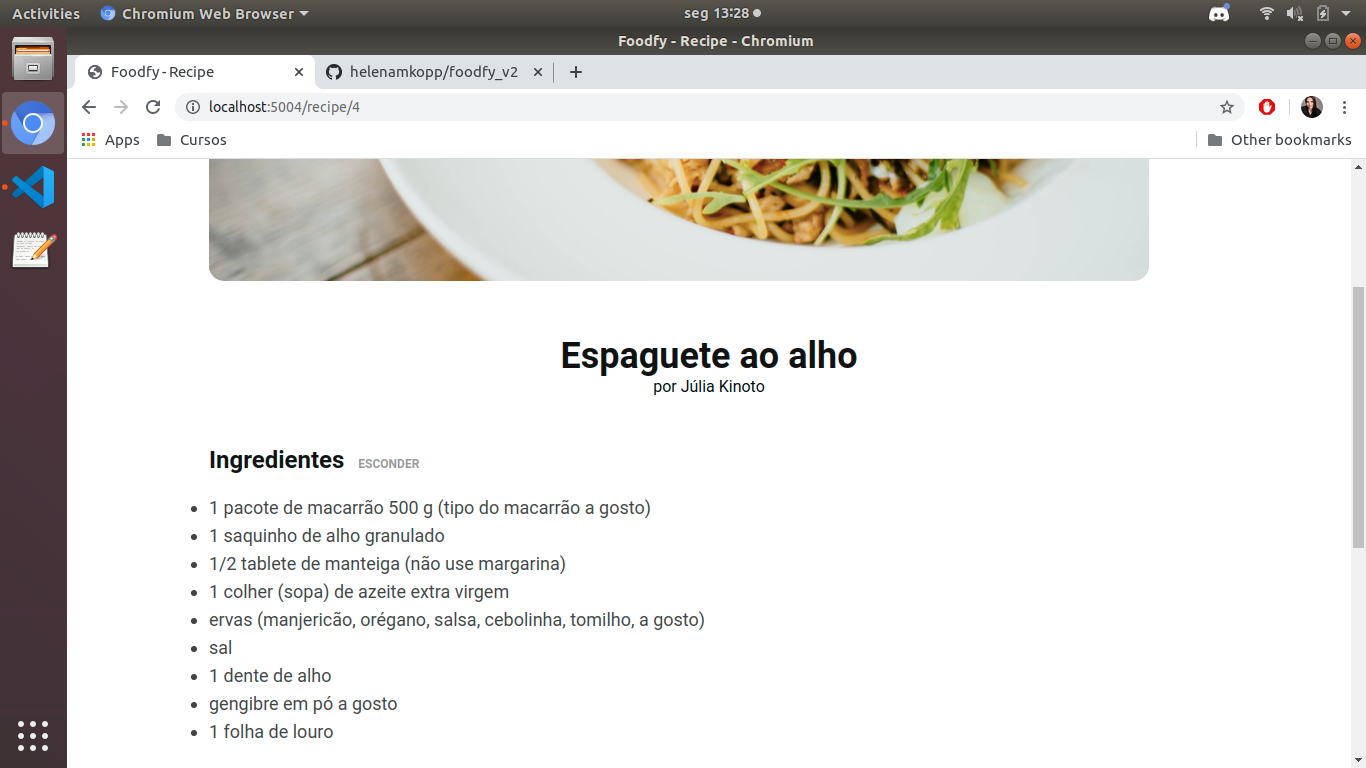 Activities Chromium Web Browser seg 13:28
Foodfy - Recipe - Chromium
Foodfy - Recipe helenamkopp/foodfy_v2
localhost:5004/recipe/4
Apps Cursos Other bookmarks
Espaguete ao alho
por Júlia Kinoto
Ingredientes ESCONDER
1 pacote de macarrão 500 g (tipo do macarrão a gosto)
1 saquinho de alho granulado
1/2 tablete de manteiga (não use margarina)
1 colher (sopa) de azeite extra virgem
ervas (manjericão, orégano, salsa, cebolinha, tomilho, a gosto)
sal
1 dente de alho
gengibre em pó a gosto
1 folha de louro